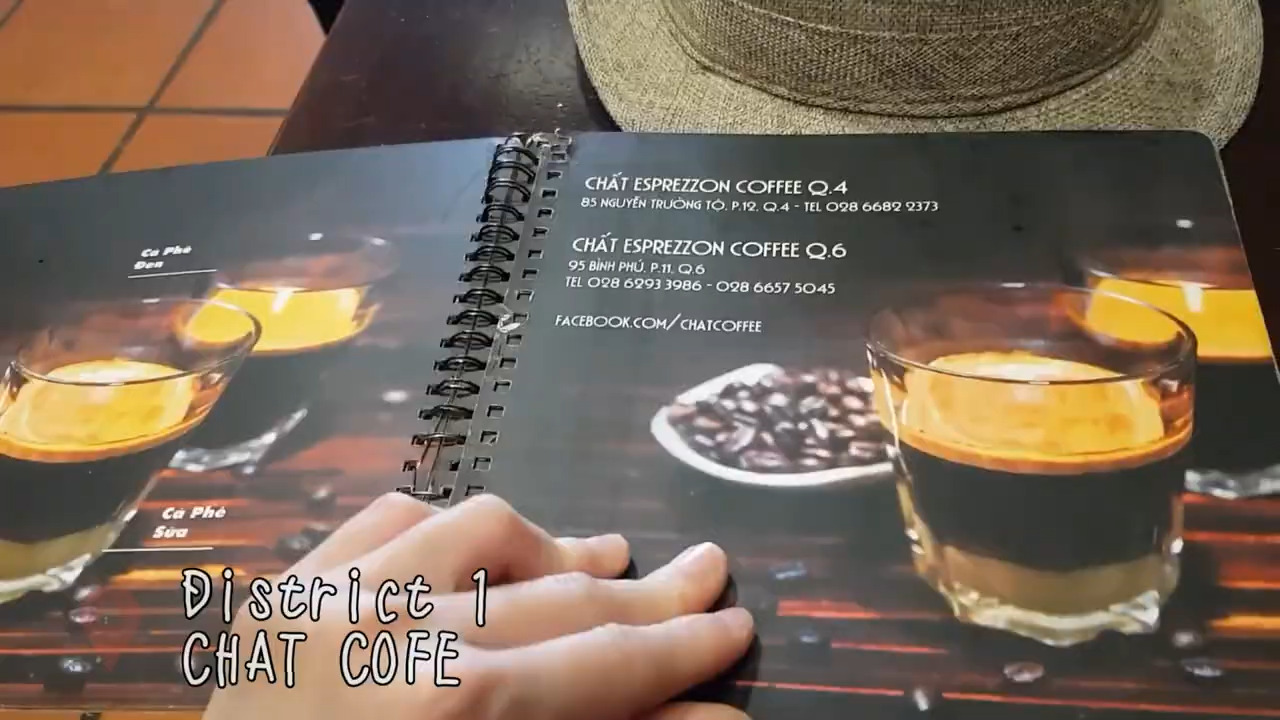 Cà Phê
Đen
Cà Phê
Sữa
CHẤT ESPREZZON COFFEE Q.4
85 NGUYỄN TRƯỜNG TỘ, P.12, Q.4 - TEL 028 6682 2373
CHẤT ESPREZZON COFFEE Q.6
95 BÌNH PHÚ, P.11, Q.6
TEL 028 6293 3986 - 028 6657 5045
FACEBOOK.COM/CHATCOFFEE
District 1
CHAT COFE